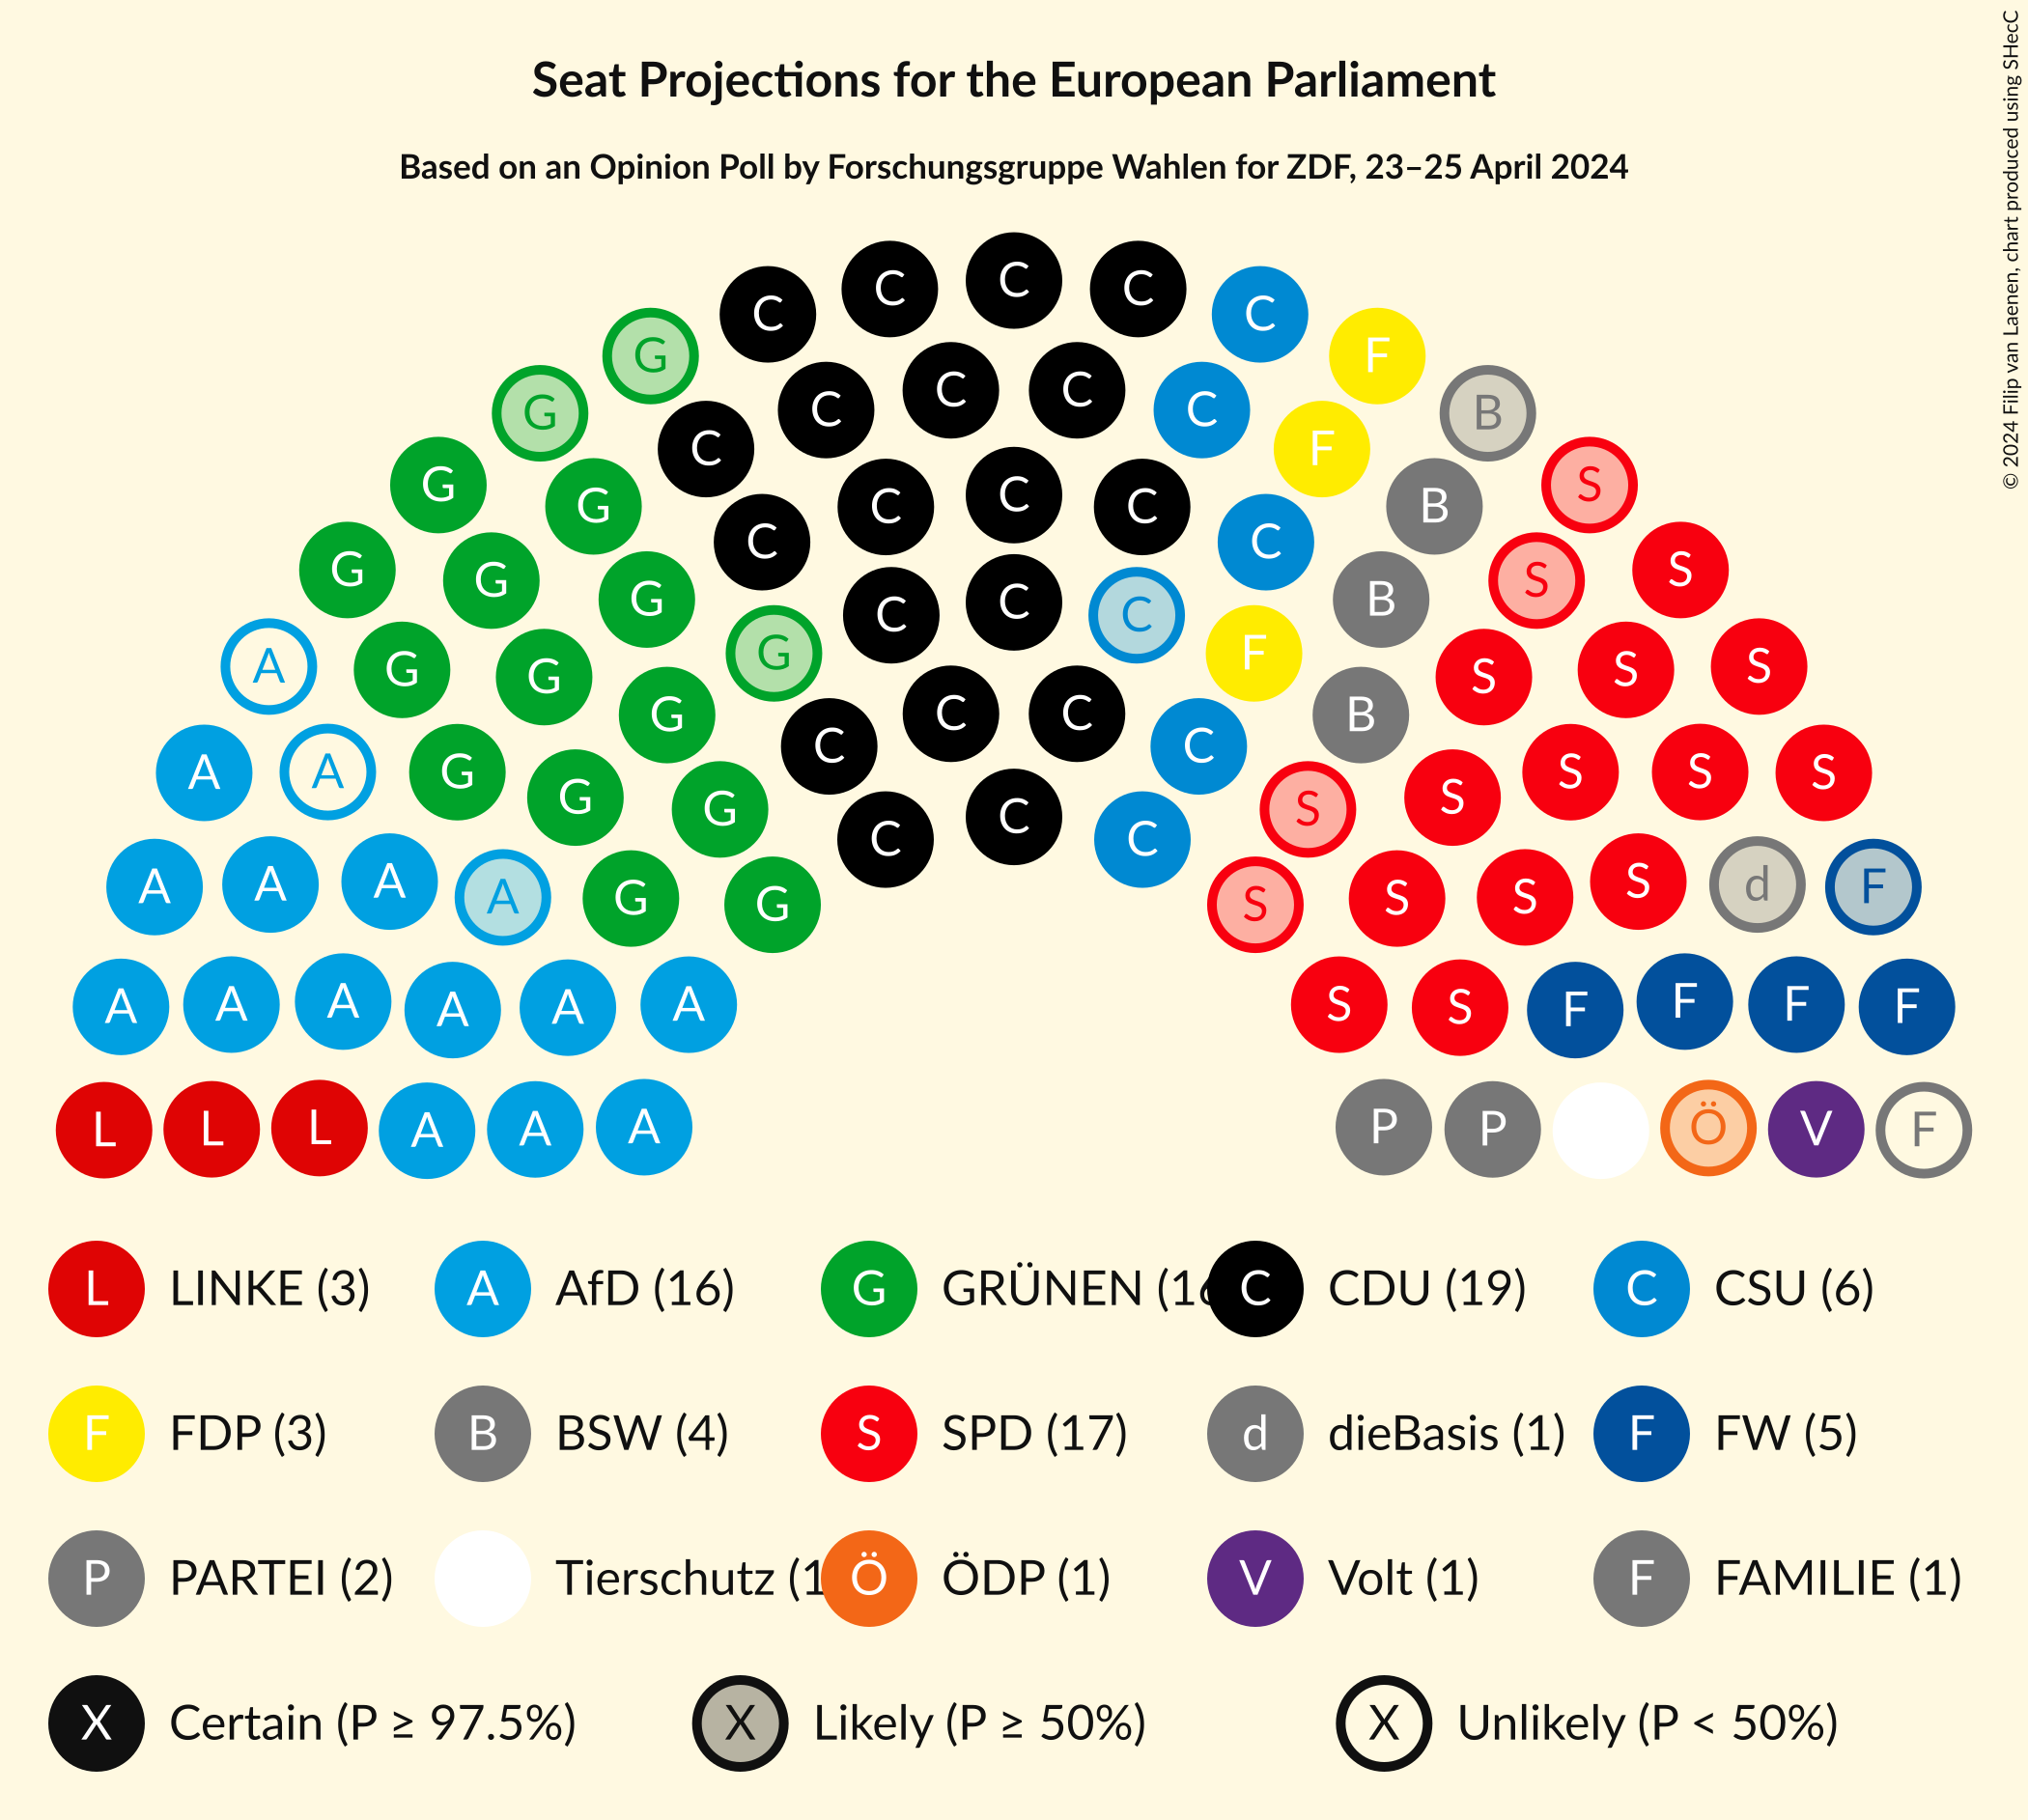 Seat Projections for the European Parliament
Based on an Opinion Poll by Forschungsgruppe Wahlen for ZDF, 23–25 April 2024
© 2024 Filip van Laenen, chart produced using SHecC
C C C C C
G F
G C C C C B
C F
G G C C C B S
G G C C S S
G C C C B
A G G G F S S S
G C C C C B
A A G G G S S S S S
C C C
A A A A G G S S S S d F
A A A A A A S S F F F F
L L L A A A P P Ö V F
L LINKE (3) A AfD (16) G GRÜNEN (1 C CDU (19) C CSU (6)
F FDP (3) B BSW (4) S SPD (17) d dieBasis (1) F FW (5)
P PARTEI (2) Tierschutz (1 Ö ÖDP (1) V Volt (1) F FAMILIE (1)
X Certain (P ≥ 97.5%) X Likely (P ≥ 50%) X Unlikely (P < 50%)